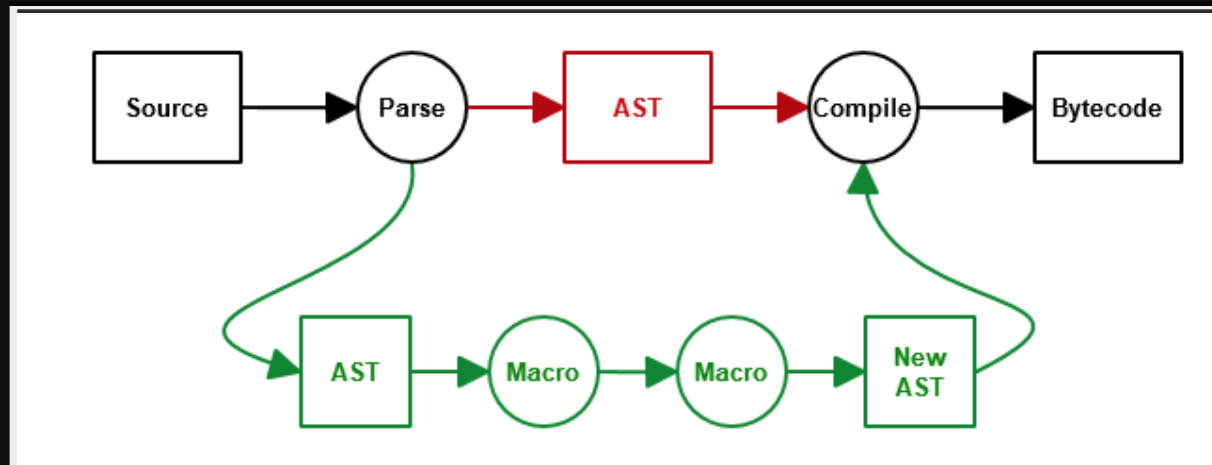 Source
Parse
AST
Compile
Bytecode
AST
Macro
Macro
New
AST